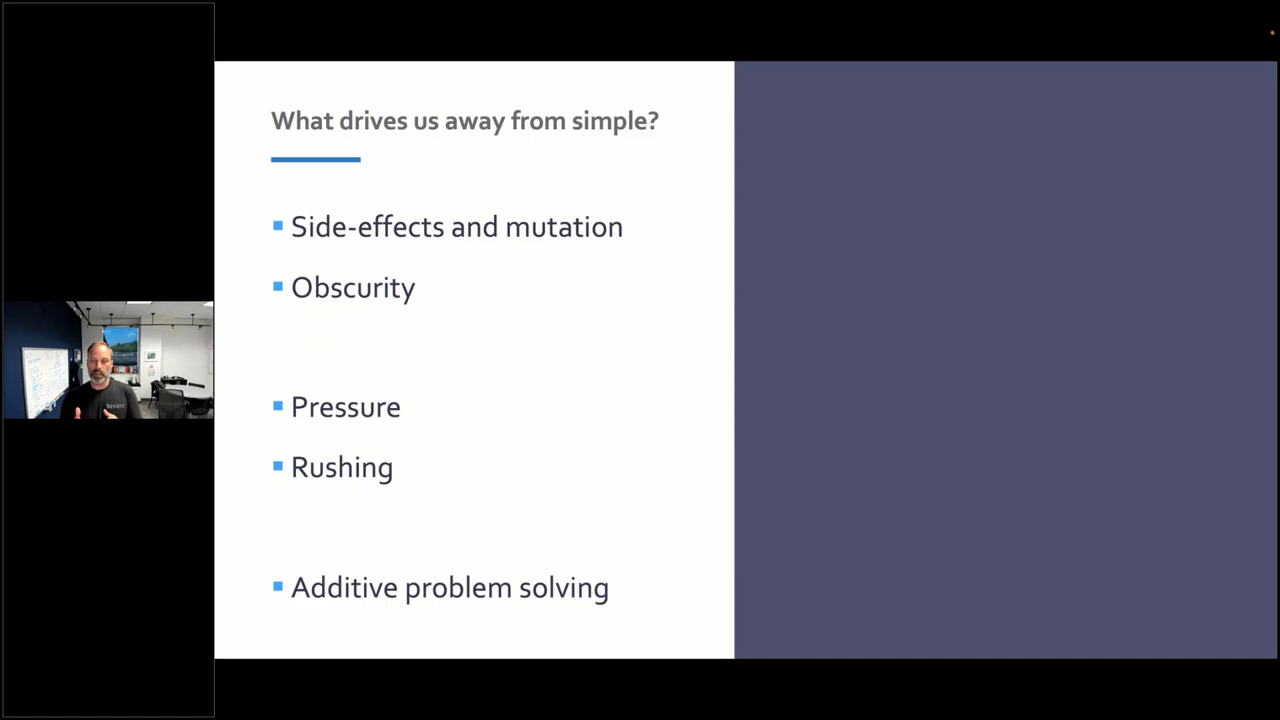 What drives us away from simple?
Side-effects and mutation
Obscurity
Pressure
Rushing
Additive problem solving